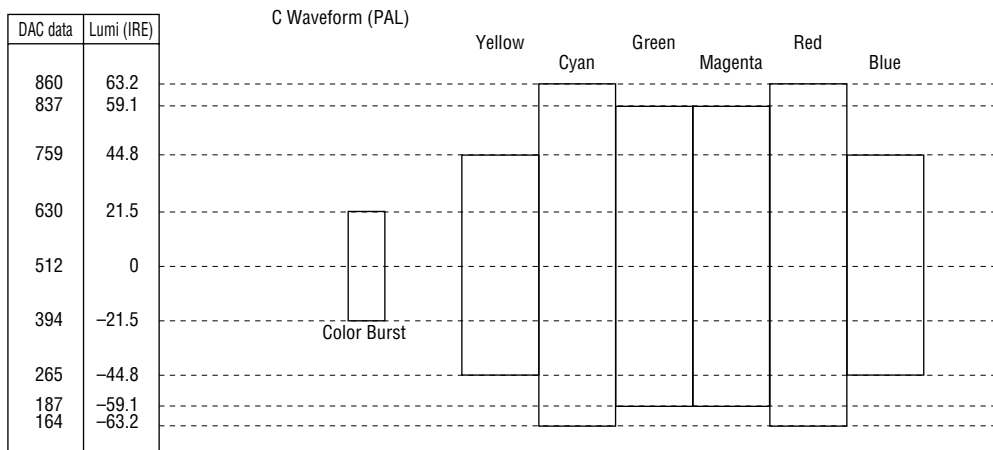 C Waveform (PAL)
DAC data Lumi (IRE)
Yellow Green Red
Cyan Magenta Blue
860 63.2
837 59.1
759 44.8
630 21.5
512 0
394 –21.5
Color Burst
265 –44.8
187 –59.1
164 –63.2